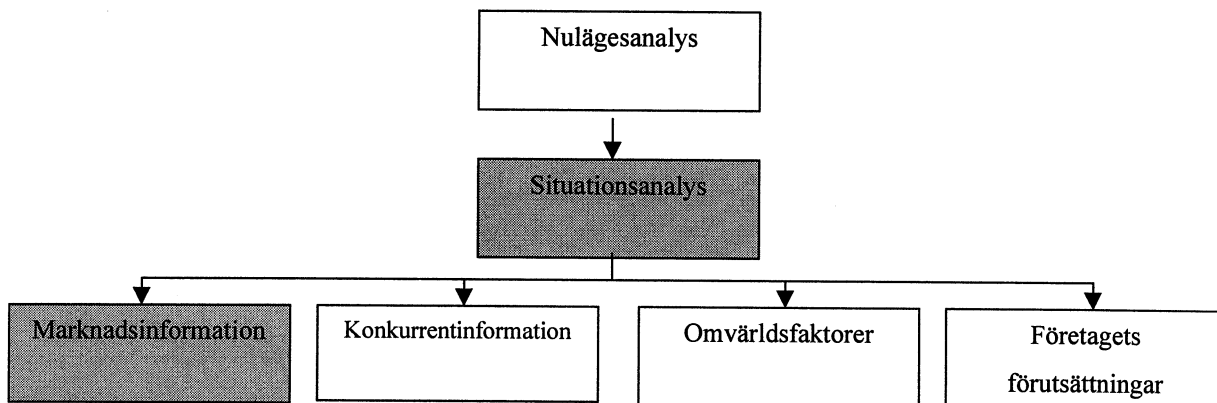 Nulägesanalys
Situationsanalys
Marknadsinformation
Konkurrentinformation
Omvärldsfaktorer
Företagets
förutsättningar